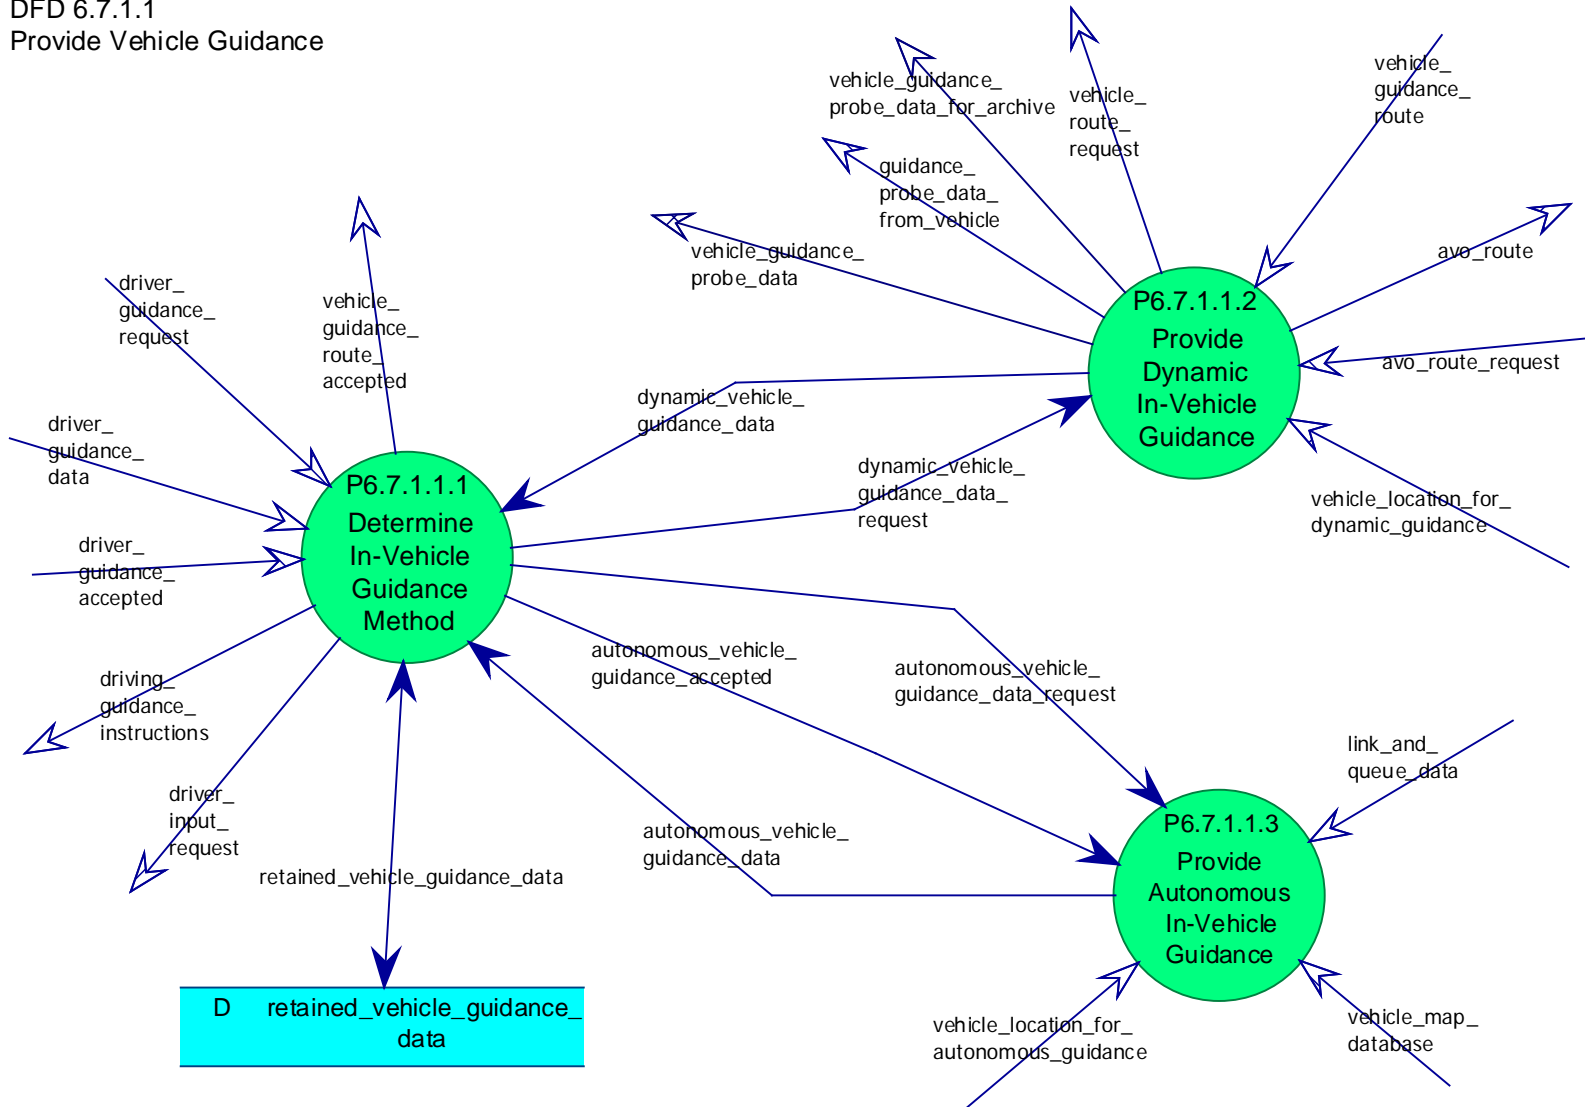 DFD 6.7.1.1
Provide Vehicle Guidance
vehicle_guidance_
probe_data_for_archive
vehicle_
route_
request
vehicle_
guidance_
route
guidance_
probe_data_
from_vehicle
vehicle_guidance_
probe_data
avo_route
avo_route_request
driver_
guidance_
request
vehicle_
guidance_
route_
accepted
P6.7.1.1.2
Provide
Dynamic
In-Vehicle
Guidance
dynamic_vehicle_
guidance_data
driver_
guidance_
data
dynamic_vehicle_
guidance_data_
request
vehicle_location_for_
dynamic_guidance
P6.7.1.1.1
Determine
In-Vehicle
Guidance
Method
driver_
guidance_
accepted
autonomous_vehicle_
guidance_accepted
autonomous_vehicle_
guidance_data_request
driving_
guidance_
instructions
link_and_
queue_data
driver_
input_
request
autonomous_vehicle_
guidance_data
P6.7.1.1.3
Provide
Autonomous
In-Vehicle
Guidance
retained_vehicle_guidance_data
D retained_vehicle_guidance_
data
vehicle_location_for_
autonomous_guidance
vehicle_map_
database